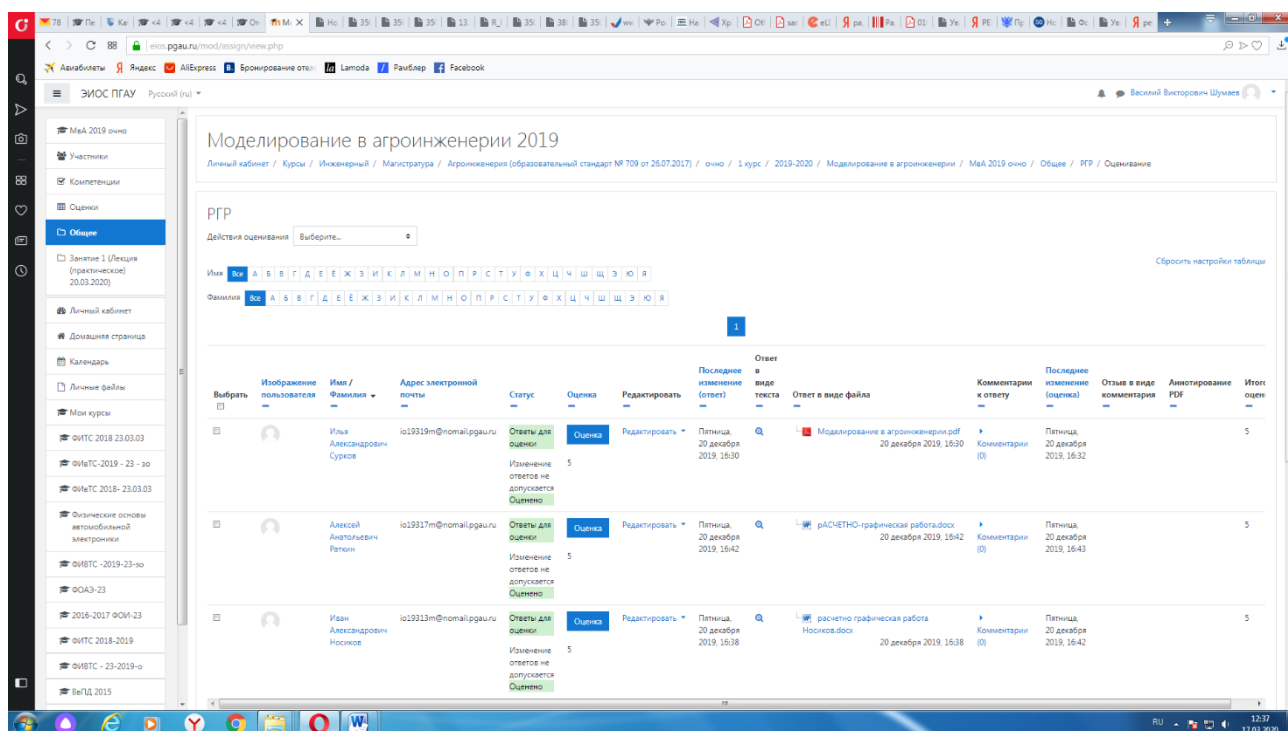 eios.pgau.ru/mod/assign/view.php
Авиабилеты Яндекс AliExpress Бронирование отел Lamoda Рамблер Facebook
ЭИОС ПГАУ Русский (ru)
Василий Викторович Шумаев
МвА 2019 очно
Участники
Компетенции
Оценки
Общее
Занятие 1 (Лекция
(практическое)
20.03.2020)
Личный кабинет
Домашняя страница
Календарь
Личные файлы
Мои курсы
ФИТС 2018 23.03.03
ФИвТС-2019 - 23 - зо
ФИвТС 2018- 23.03.03
Физические основы
автомобильной
электроники
ФИВТС -2019-23-зо
ФОАЭ-23
2016-2017 ФОИ-23
ФИТС 2018-2019
ФИВТС - 23-2019-о
ВвПД 2015
Моделирование в агроинженерии 2019
Личный кабинет / Курсы / Инженерный / Магистратура / Агроинженерия (образовательный стандарт № 709 от 26.07.2017) / очно / 1 курс / 2019-2020 / Моделирование в агроинженерии / МвА 2019 очно / Общее / РГР / Оценивание
РГР
Действия оценивания Выберите...
Сбросить настройки таблицы
Имя Все А Б В Г Д Е Ё Ж З И К Л М Н О П Р С Т У Ф Х Ц Ч Ш Щ Э Ю Я
Фамилия Все А Б В Г Д Е Ё Ж З И К Л М Н О П Р С Т У Ф Х Ц Ч Ш Щ Э Ю Я
1
Выбрать
Изображение
пользователя
Имя /
Фамилия
Адрес электронной
почты
Статус
Оценка
Редактировать
Последнее
изменение
(ответ)
Ответ
в
виде
текста
Ответ в виде файла
Комментарии
к ответу
Последнее
изменение
(оценка)
Отзыв в виде
комментария
Аннотирование
PDF
Итого
оцен
Илья
Александрович
Сурков
io19319m@nomail.pgau.ru
Ответы для
оценки
Изменение
ответов не
допускается
Оценено
Оценка
5
Редактировать
Пятница,
20 декабря
2019, 16:30
Моделирование в агроинженерии.pdf
20 декабря 2019, 16:30
Комментарии
(0)
Пятница,
20 декабря
2019, 16:32
5
Алексей
Анатольевич
Раткин
io19317m@nomail.pgau.ru
Ответы для
оценки
Изменение
ответов не
допускается
Оценено
Оценка
5
Редактировать
Пятница,
20 декабря
2019, 16:42
рАСЧЕТНО-графическая работа.docx
20 декабря 2019, 16:42
Комментарии
(0)
Пятница,
20 декабря
2019, 16:43
5
Иван
Александрович
Носиков
io19313m@nomail.pgau.ru
Ответы для
оценки
Изменение
ответов не
допускается
Оценено
Оценка
5
Редактировать
Пятница,
20 декабря
2019, 16:38
расчетно графическая работа
Носиков.docx
20 декабря 2019, 16:38
Комментарии
(0)
Пятница,
20 декабря
2019, 16:42
5
RU
12:37
17.03.2020